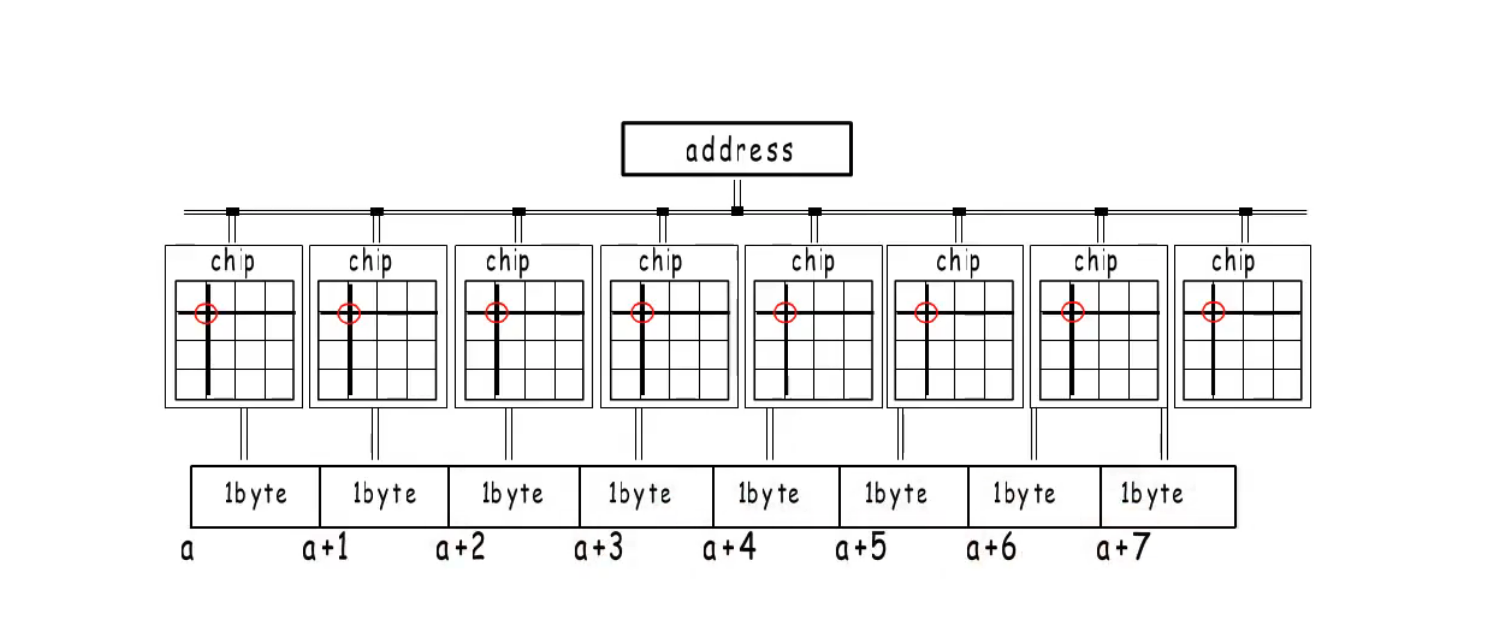 address
chip chip chip chip chip chip chip chip
1byte 1byte 1byte 1byte 1byte 1byte 1byte 1byte
a a+1 a+2 a+3 a+4 a+5 a+6 a+7